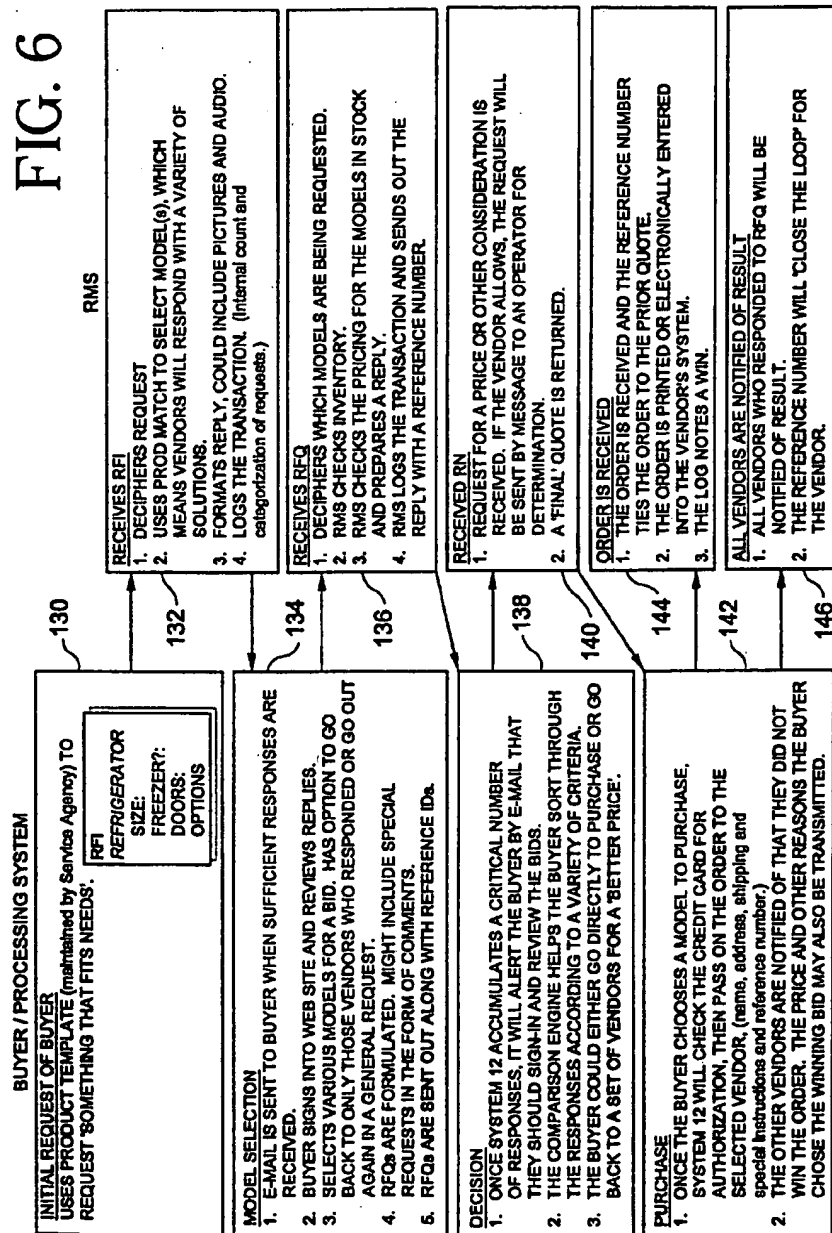 FIG. 6
BUYER / PROCESSING SYSTEM
RMS
INITIAL REQUEST OF BUYER
USES PRODUCT TEMPLATE (maintained by Service Agency) TO
REQUEST 'SOMETHING THAT FITS NEEDS'.
RFI
REFRIGERATOR
SIZE:
FREEZER?:
DOORS:
OPTIONS
130
RECEIVES RFI
1. DECIPHERS REQUEST
2. USES PROD MATCH TO SELECT MODEL(s), WHICH
MEANS VENDORS WILL RESPOND WITH A VARIETY OF
SOLUTIONS.
3. FORMATS REPLY, COULD INCLUDE PICTURES AND AUDIO.
4. LOGS THE TRANSACTION. (Internal count and
catagorization of requests.)
132
MODEL SELECTION
1. E-MAIL IS SENT TO BUYER WHEN SUFFICIENT RESPONSES ARE
RECEIVED.
2. BUYER SIGNS INTO WEB SITE AND REVIEWS REPLIES.
3. SELECTS VARIOUS MODELS FOR A BID. HAS OPTION TO GO
BACK TO ONLY THOSE VENDORS WHO RESPONDED OR GO OUT
AGAIN IN A GENERAL REQUEST.
4. RFQs ARE FORMULATED. MIGHT INCLUDE SPECIAL
REQUESTS IN THE FORM OF COMMENTS.
5. RFQs ARE SENT OUT ALONG WITH REFERENCE IDs.
134
RECEIVES RFQ
1. DECIPHERS WHICH MODELS ARE BEING REQUESTED.
2. RMS CHECKS INVENTORY.
3. RMS CHECKS THE PRICING FOR THE MODELS IN STOCK
AND PREPARES A REPLY.
4. RMS LOGS THE TRANSACTION AND SENDS OUT THE
REPLY WITH A REFERENCE NUMBER.
136
DECISION
1. ONCE SYSTEM 12 ACCUMULATES A CRITICAL NUMBER
OF RESPONSES, IT WILL ALERT THE BUYER BY E-MAIL THAT
THEY SHOULD SIGN-IN AND REVIEW THE BIDS.
2. THE COMPARISON ENGINE HELPS THE BUYER SORT THROUGH
THE RESPONSES ACCORDING TO A VARIETY OF CRITERIA.
3. THE BUYER COULD EITHER GO DIRECTLY TO PURCHASE OR GO
BACK TO A SET OF VENDORS FOR A 'BETTER PRICE'.
138
RECEIVED RN
1. REQUEST FOR A PRICE OR OTHER CONSIDERATION IS
RECEIVED. IF THE VENDOR ALLOWS, THE REQUEST WILL
BE SENT BY MESSAGE TO AN OPERATOR FOR
DETERMINATION.
2. A 'FINAL' QUOTE IS RETURNED.
140
PURCHASE
1. ONCE THE BUYER CHOOSES A MODEL TO PURCHASE,
SYSTEM 12 WILL CHECK THE CREDIT CARD FOR
AUTHORIZATION, THEN PASS ON THE ORDER TO THE
SELECTED VENDOR, (name, address, shipping and
special instructions and reference number.)
2. THE OTHER VENDORS ARE NOTIFIED OF THAT THEY DID NOT
WIN THE ORDER. THE PRICE AND OTHER REASONS THE BUYER
CHOSE THE WINNING BID MAY ALSO BE TRANSMITTED.
142
ORDER IS RECEIVED
1. THE ORDER IS RECEIVED AND THE REFERENCE NUMBER
TIES THE ORDER TO THE PRIOR QUOTE.
2. THE ORDER IS PRINTED OR ELECTRONICALLY ENTERED
INTO THE VENDOR'S SYSTEM.
3. THE LOG NOTES A WIN.
144
ALL VENDORS ARE NOTIFIED OF RESULT
1. ALL VENDORS WHO RESPONDED TO RFQ WILL BE
NOTIFIED OF RESULT.
2. THE REFERENCE NUMBER WILL 'CLOSE THE LOOP' FOR
THE VENDOR.
146